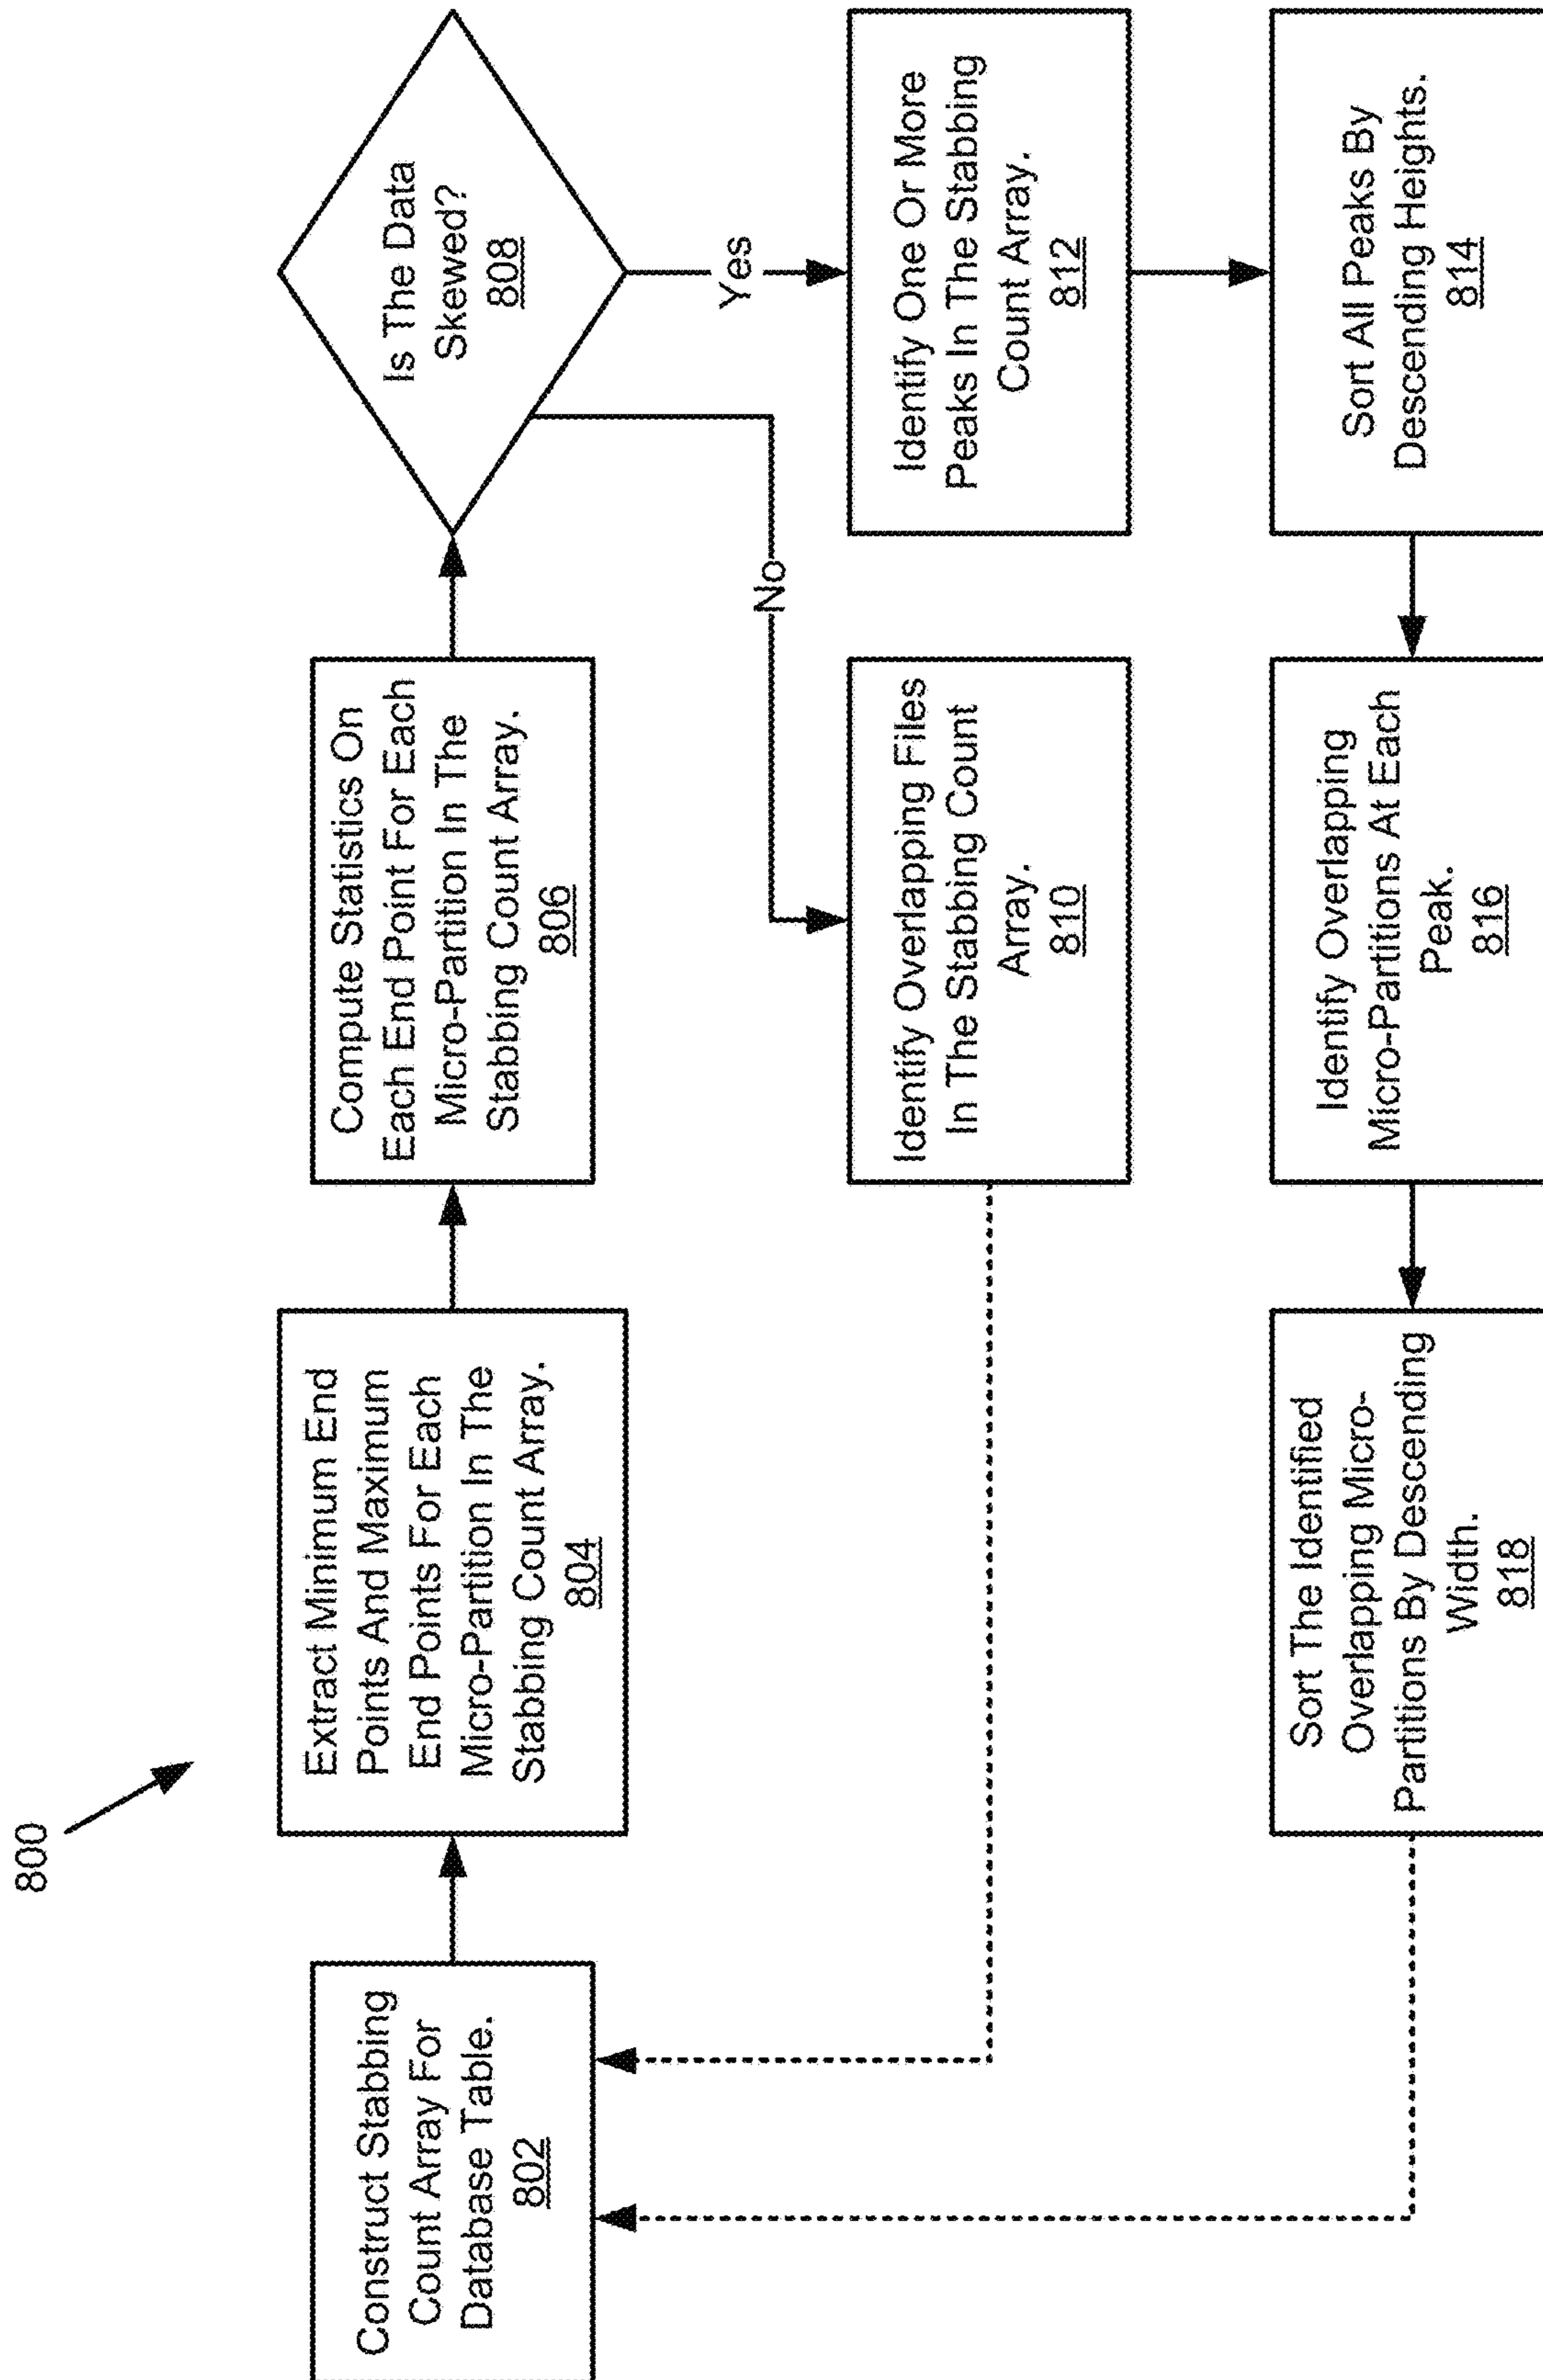 800
Construct Stabbing
Count Array For
Database Table.
802
Extract Minimum End
Points And Maximum
End Points For Each
Micro-Partition In The
Stabbing Count Array.
804
Compute Statistics On
Each End Point For Each
Micro-Partition In The
Stabbing Count Array.
806
Is The Data
Skewed?
808
No
Yes
Identify Overlapping Files
In The Stabbing Count
Array.
810
Identify One Or More
Peaks In The Stabbing
Count Array.
812
Sort All Peaks By
Descending Heights.
814
Identify Overlapping
Micro-Partitions At Each
Peak.
816
Sort The Identified
Overlapping Micro-
Partitions By Descending
Width.
818